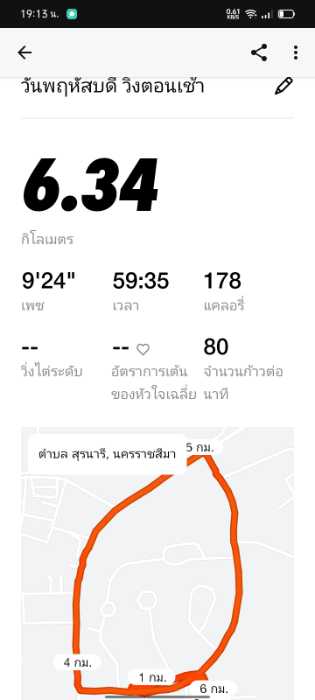 19:13 น.
0.61 KB/S
วันพฤหัสบดี วิ่งตอนเช้า
6.34
กิโลเมตร
9'24" 59:35 178
เพซ เวลา แคลอรี่
-- -- 80
วิ่งไต่ระดับ อัตราการเต้น จำนวนก้าวต่อ
ของหัวใจเฉลี่ย นาที
ตำบล สุรนารี, นครราชสีมา 5 กม.
4 กม.
1 กม.
6 กม.